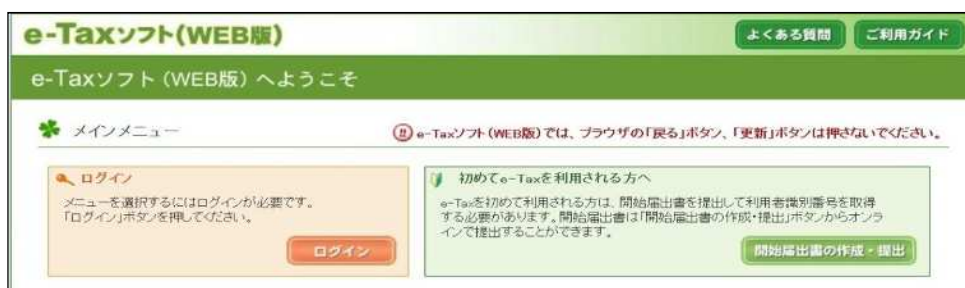 e-Taxソフト(WEB版)
よくある質問
ご利用ガイド
e-Taxソフト(WEB版)へようこそ
メインメニュー
e-Taxソフト(WEB版)では、ブラウザの「戻る」ボタン、「更新」ボタンは押さないでください。
ログイン
メニューを選択するにはログインが必要です。
「ログイン」ボタンを押してください。
ログイン
初めてe-Taxを利用される方へ
e-Taxを初めて利用される方は、開始届出書を提出して利用者識別番号を取得
する必要があります。開始届出書は「開始届出書の作成・提出」ボタンからオンラ
インで提出することができます。
開始届出書の作成・提出